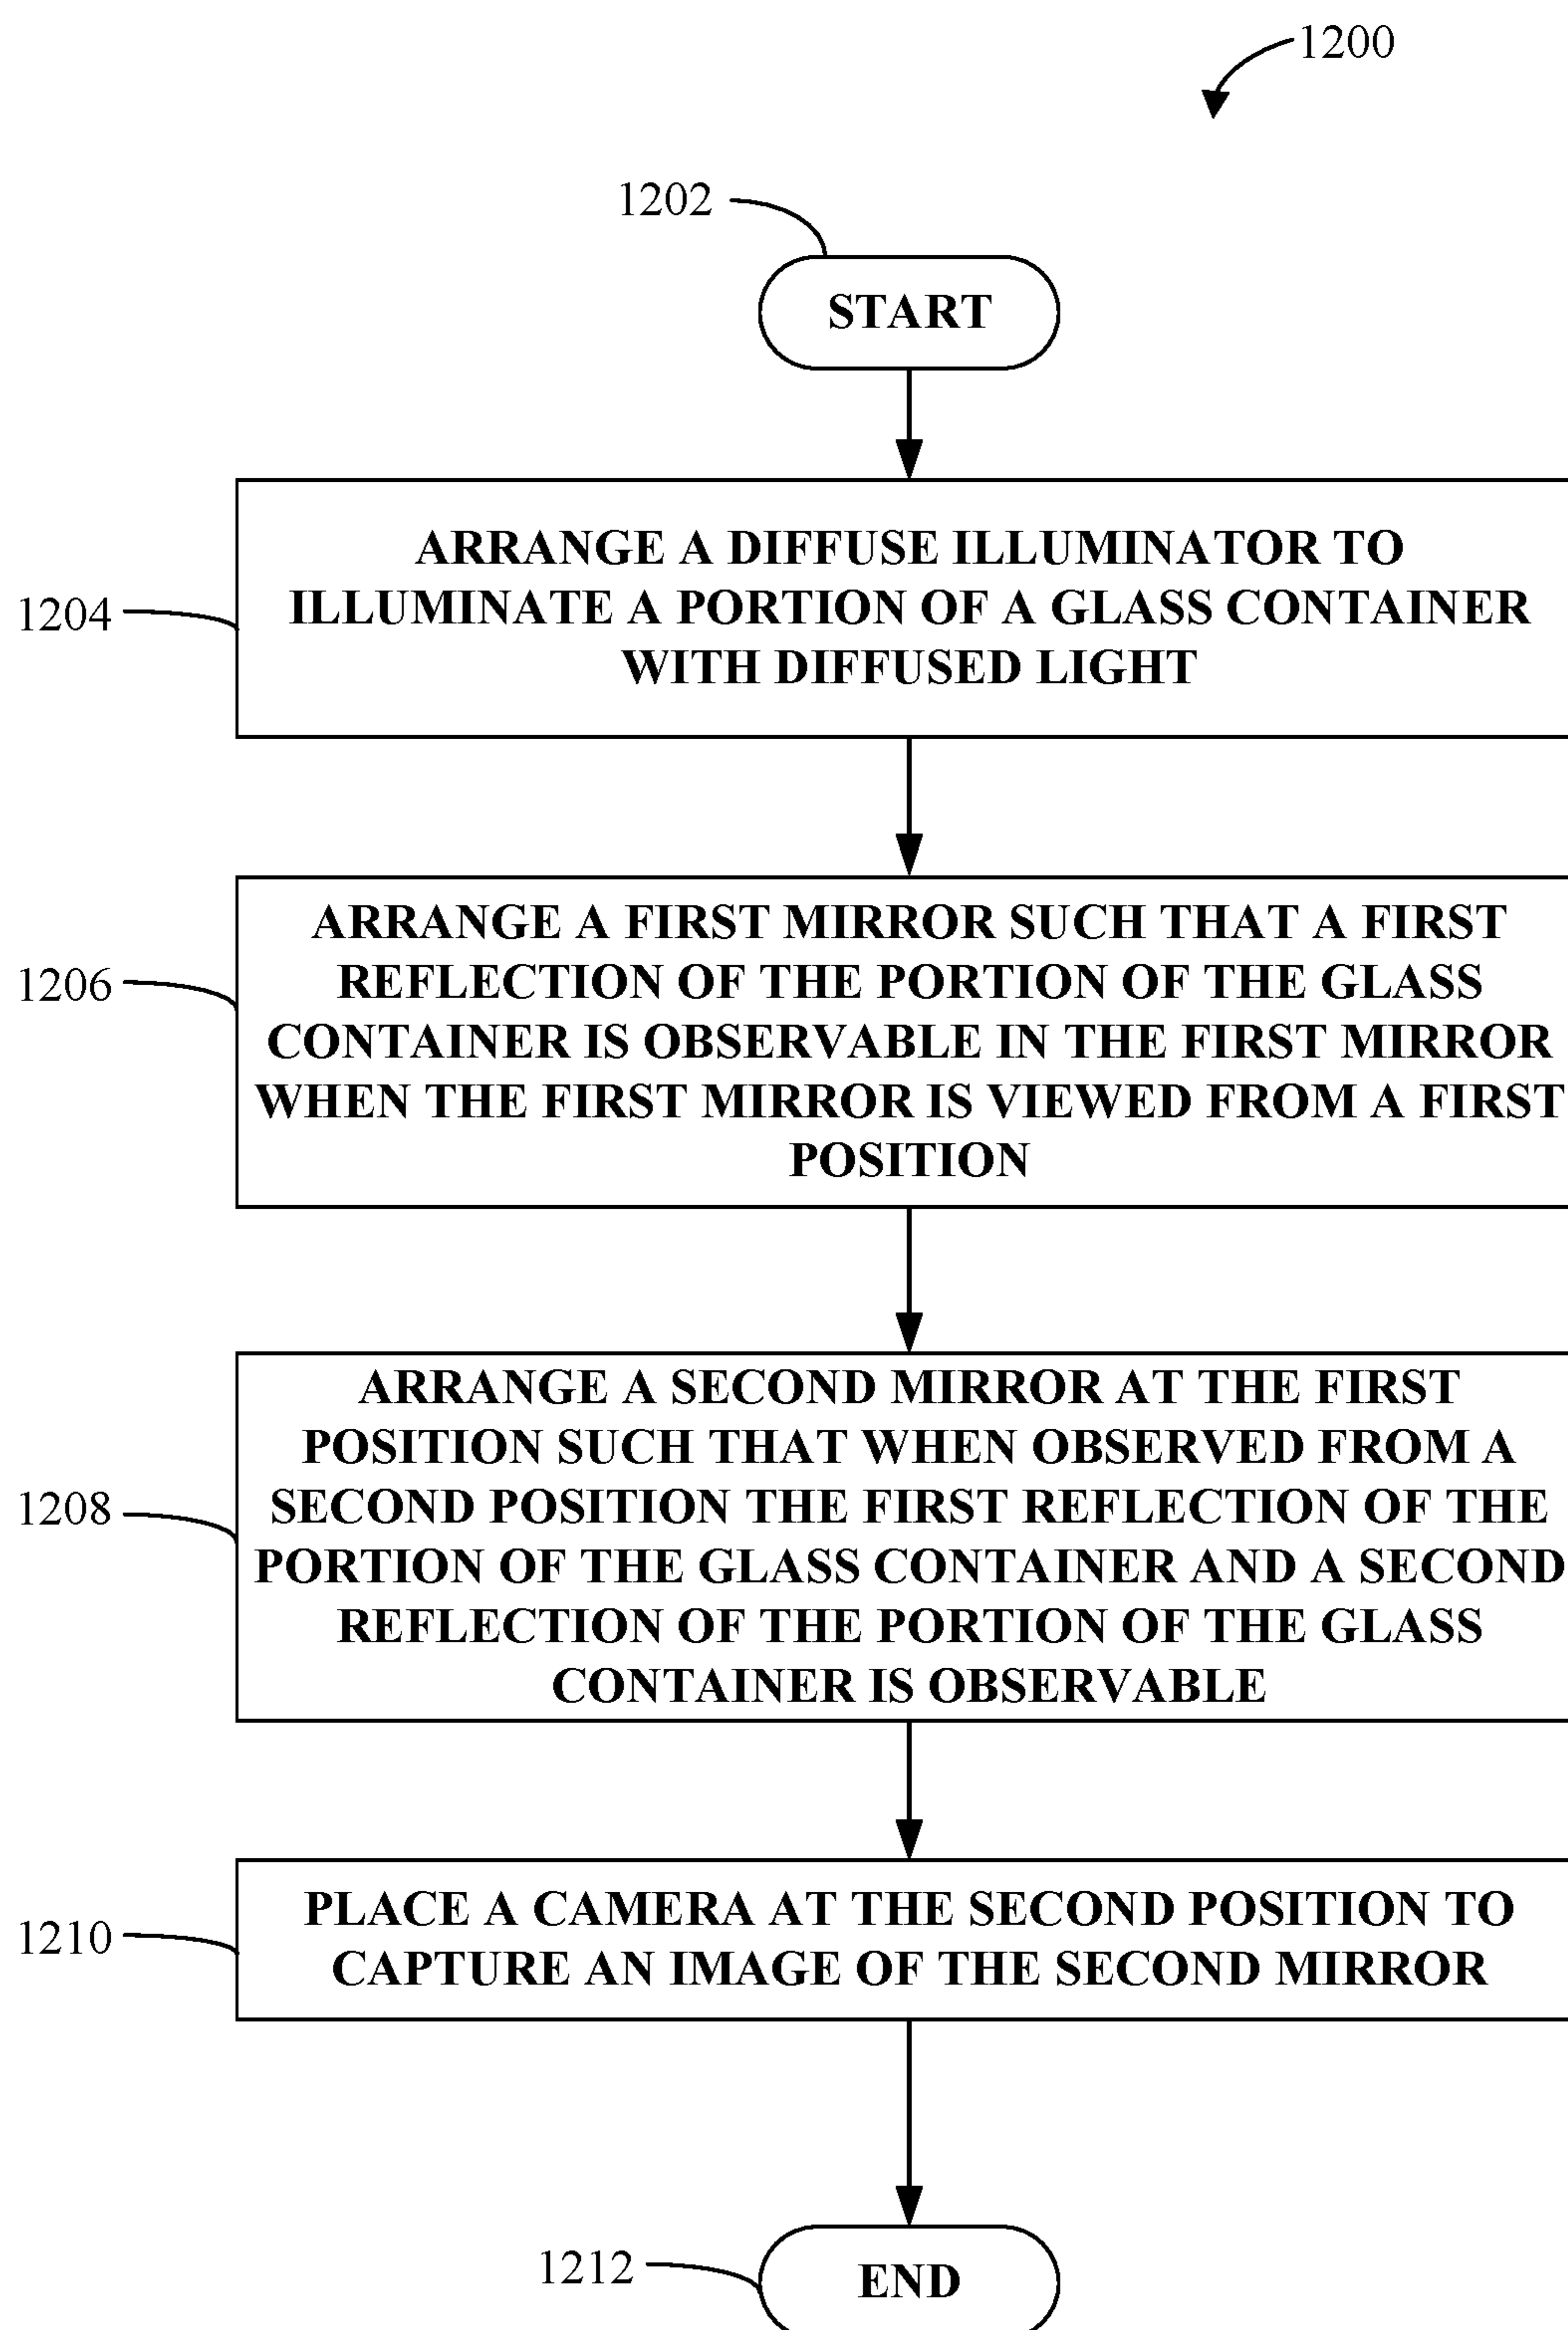 1200
1202
START
1204
ARRANGE A DIFFUSE ILLUMINATOR TO
ILLUMINATE A PORTION OF A GLASS CONTAINER
WITH DIFFUSED LIGHT
1206
ARRANGE A FIRST MIRROR SUCH THAT A FIRST
REFLECTION OF THE PORTION OF THE GLASS
CONTAINER IS OBSERVABLE IN THE FIRST MIRROR
WHEN THE FIRST MIRROR IS VIEWED FROM A FIRST
POSITION
1208
ARRANGE A SECOND MIRROR AT THE FIRST
POSITION SUCH THAT WHEN OBSERVED FROM A
SECOND POSITION THE FIRST REFLECTION OF THE
PORTION OF THE GLASS CONTAINER AND A SECOND
REFLECTION OF THE PORTION OF THE GLASS
CONTAINER IS OBSERVABLE
1210
PLACE A CAMERA AT THE SECOND POSITION TO
CAPTURE AN IMAGE OF THE SECOND MIRROR
1212
END